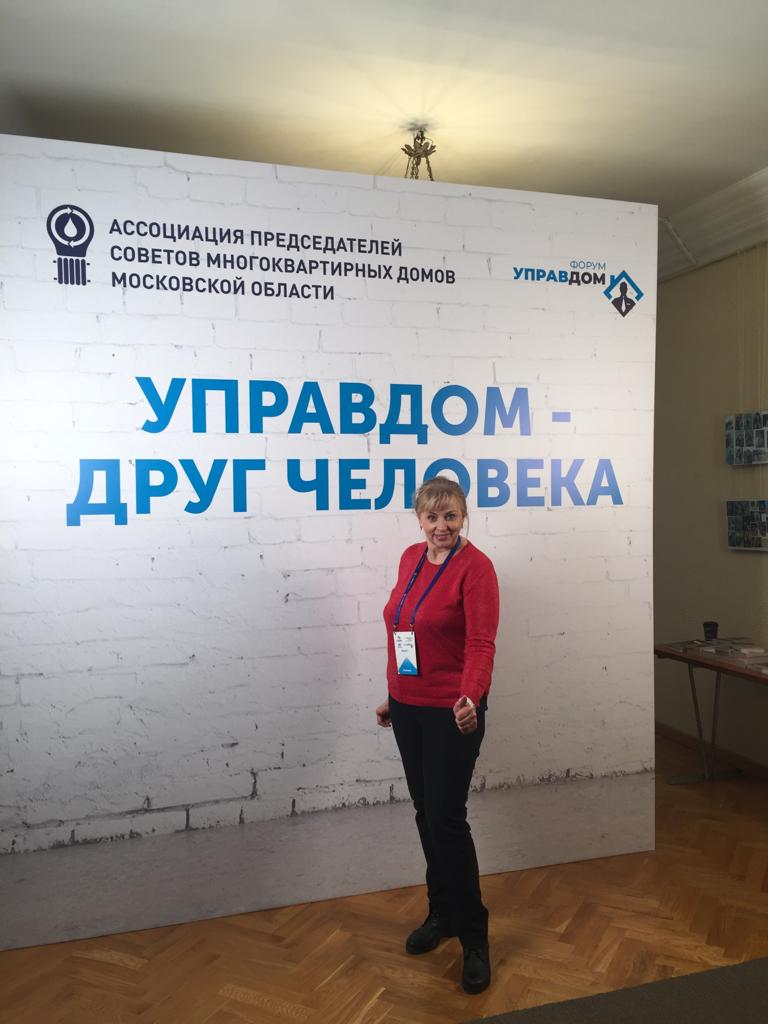 АССОЦИАЦИЯ ПРЕДСЕДАТЕЛЕЙ
СОВЕТОВ МНОГОКВАРТИРНЫХ ДОМОВ
МОСКОВСКОЙ ОБЛАСТИ
ФОРУМ
УПРАВДОМ
УПРАВДОМ -
ДРУГ ЧЕЛОВЕКА